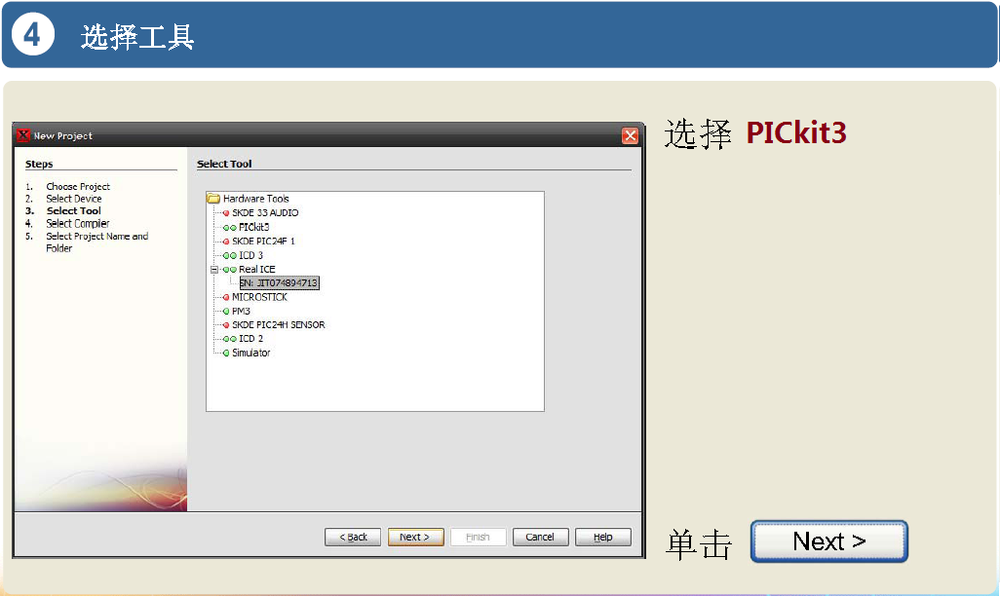 4 选择工具
选择 PICkit3
New Project
Steps
1. Choose Project
2. Select Device
3. Select Tool
4. Select Compiler
5. Select Project Name and
Folder
Select Tool
Hardware Tools
SKDE 33 AUDIO
PICkit3
SKDE PIC24F 1
ICD 3
Real ICE
SN: JIT074894713
MICROSTICK
PM3
SKDE PIC24H SENSOR
ICD 2
Simulator
< Back
Next >
Finish
Cancel
Help
单击 Next >